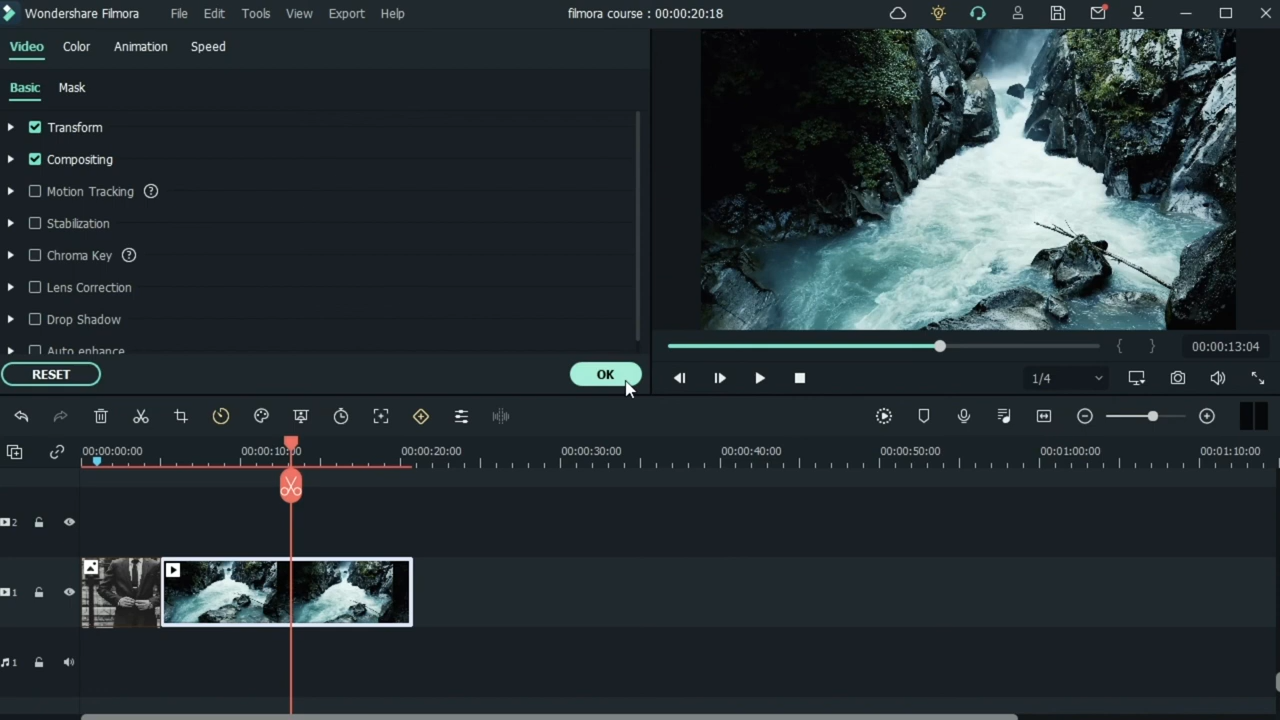 Wondershare Filmora File Edit Tools View Export Help filmora course : 00:00:20:18
Video Color Animation Speed
Basic Mask
Transform
Compositing
Motion Tracking ?
Stabilization
Chroma Key ?
Lens Correction
Drop Shadow
Auto enhance
RESET OK
{ } 00:00:13:04
1/4
00:00:00:00 00:00:10:00 00:00:20:00 00:00:30:00 00:00:40:00 00:00:50:00 00:01:00:00 00:01:10:00
2
1
1